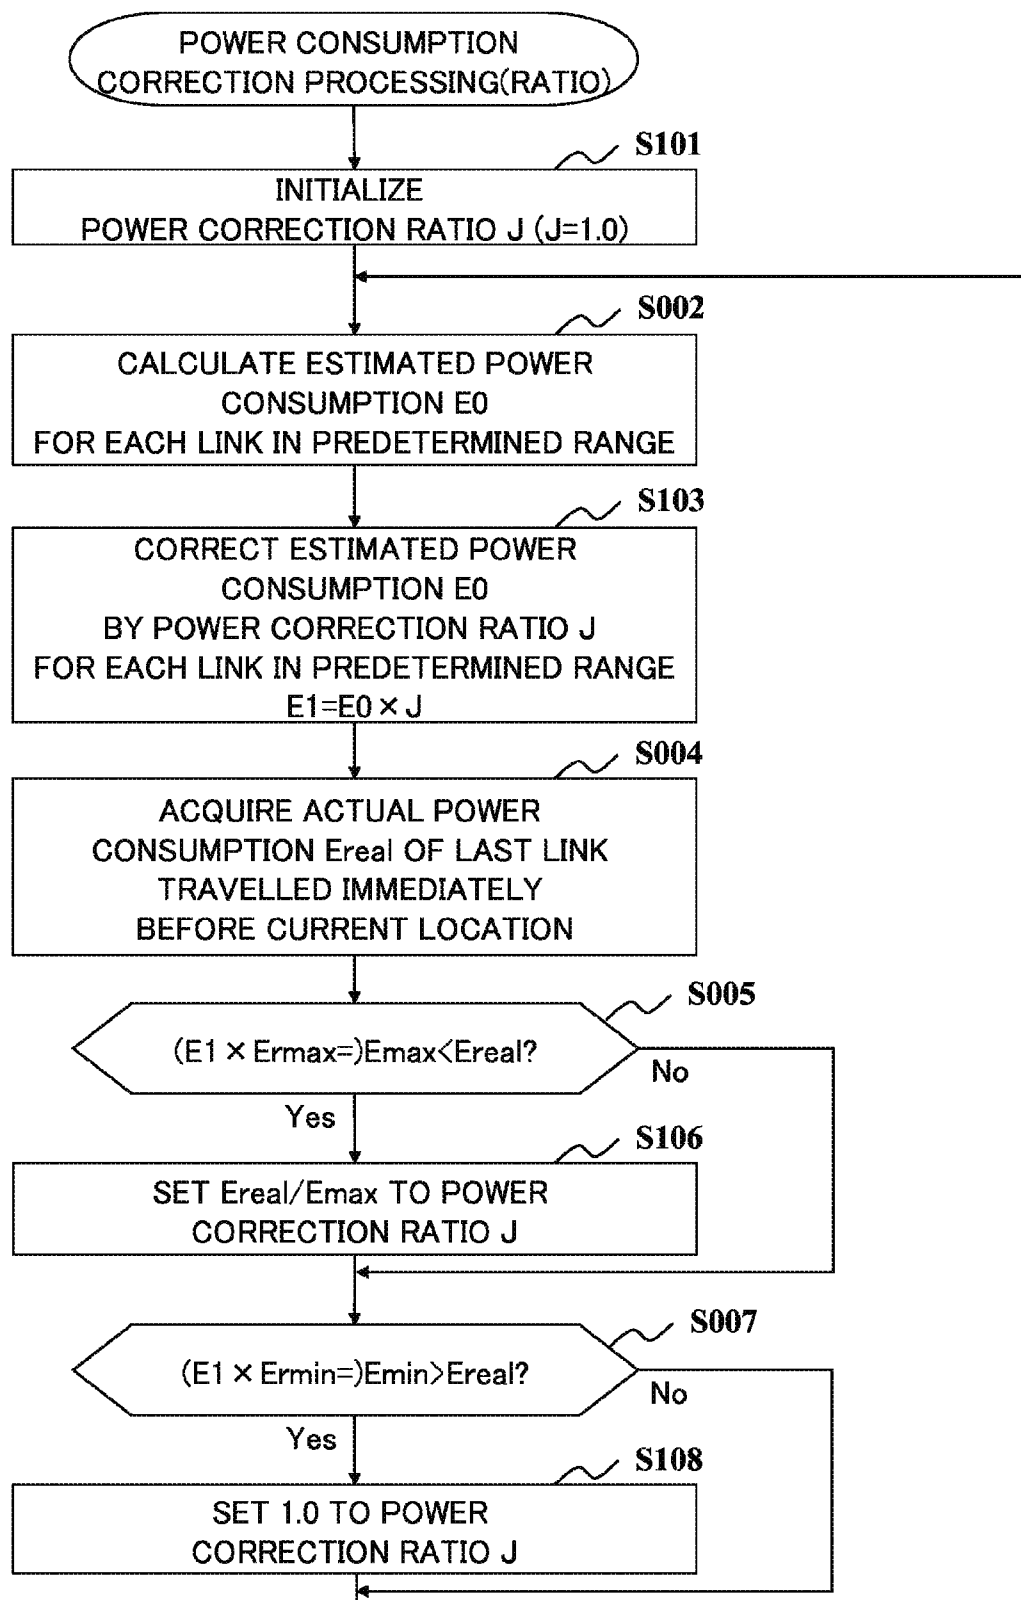 POWER CONSUMPTION
CORRECTION PROCESSING(RATIO)
S101
INITIALIZE
POWER CORRECTION RATIO J (J=1.0)
S002
CALCULATE ESTIMATED POWER
CONSUMPTION E0
FOR EACH LINK IN PREDETERMINED RANGE
S103
CORRECT ESTIMATED POWER
CONSUMPTION E0
BY POWER CORRECTION RATIO J
FOR EACH LINK IN PREDETERMINED RANGE
E1=E0×J
S004
ACQUIRE ACTUAL POWER
CONSUMPTION Ereal OF LAST LINK
TRAVELLED IMMEDIATELY
BEFORE CURRENT LOCATION
S005
(E1×Ermax=)Emax<Ereal?
No
Yes
S106
SET Ereal/Emax TO POWER
CORRECTION RATIO J
S007
(E1×Ermin=)Emin>Ereal?
No
Yes
S108
SET 1.0 TO POWER
CORRECTION RATIO J